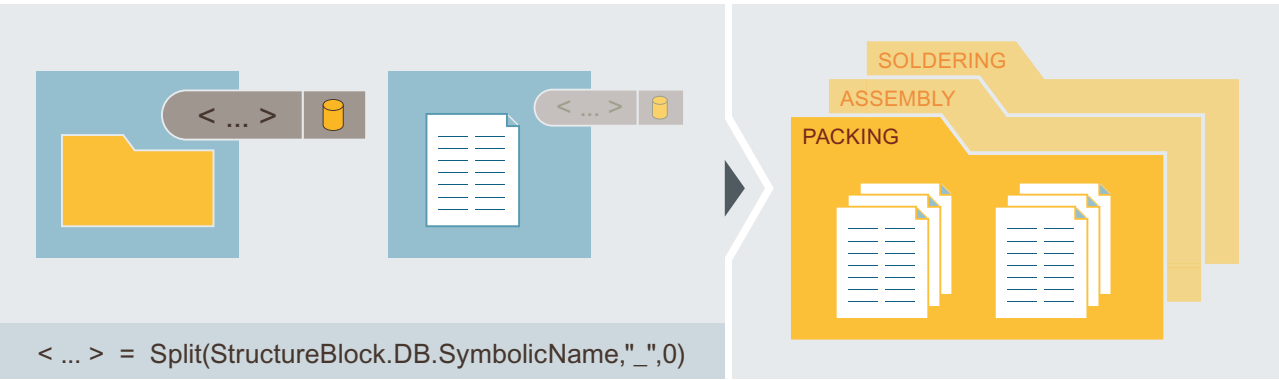 < ... >
< ... >
< ... > = Split(StructureBlock.DB.SymbolicName,"_",0)
SOLDERING
ASSEMBLY
PACKING